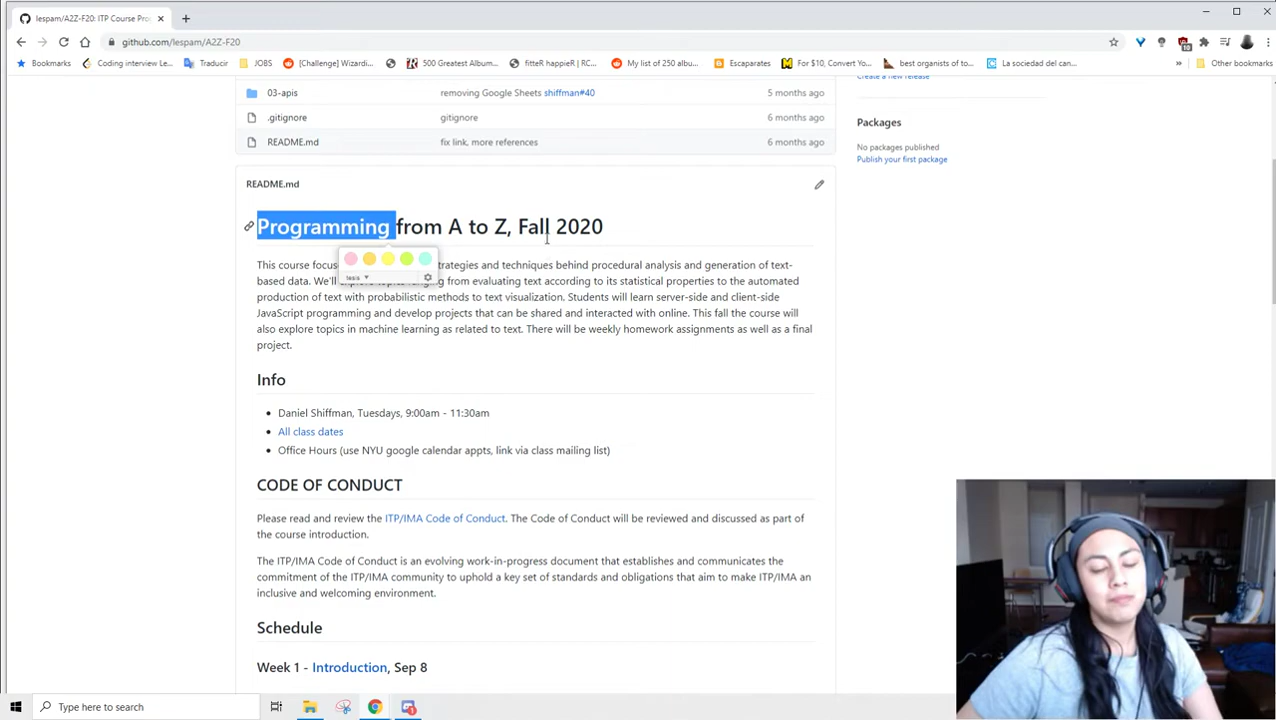 lespam/A2Z-F20: ITP Course Pro
github.com/lespam/A2Z-F20
Bookmarks
Coding interview Le...
Traducir
JOBS
[Challenge] Wizardi...
500 Greatest Album...
fitteR happieR | RC...
My list of 250 albu...
Escaparates
For $10, Convert Yo...
best organists of to...
La sociedad del can...
»
Other bookmarks
03-apis
removing Google Sheets shiffman#40
5 months ago
Create a new release
.gitignore
gitignore
6 months ago
Packages
README.md
fix link, more references
6 months ago
No packages published
Publish your first package
README.md
Programming from A to Z, Fall 2020
This course focus trategies and techniques behind procedural analysis and generation of text-
based data. We'll ranging from evaluating text according to its statistical properties to the automated
production of text with probabilistic methods to text visualization. Students will learn server-side and client-side
JavaScript programming and develop projects that can be shared and interacted with online. This fall the course will
also explore topics in machine learning as related to text. There will be weekly homework assignments as well as a final
project.
Info
Daniel Shiffman, Tuesdays, 9:00am - 11:30am
All class dates
Office Hours (use NYU google calendar appts, link via class mailing list)
CODE OF CONDUCT
Please read and review the ITP/IMA Code of Conduct. The Code of Conduct will be reviewed and discussed as part of
the course introduction.
The ITP/IMA Code of Conduct is an evolving work-in-progress document that establishes and communicates the
commitment of the ITP/IMA community to uphold a key set of standards and obligations that aim to make ITP/IMA an
inclusive and welcoming environment.
Schedule
Week 1 - Introduction, Sep 8
Type here to search